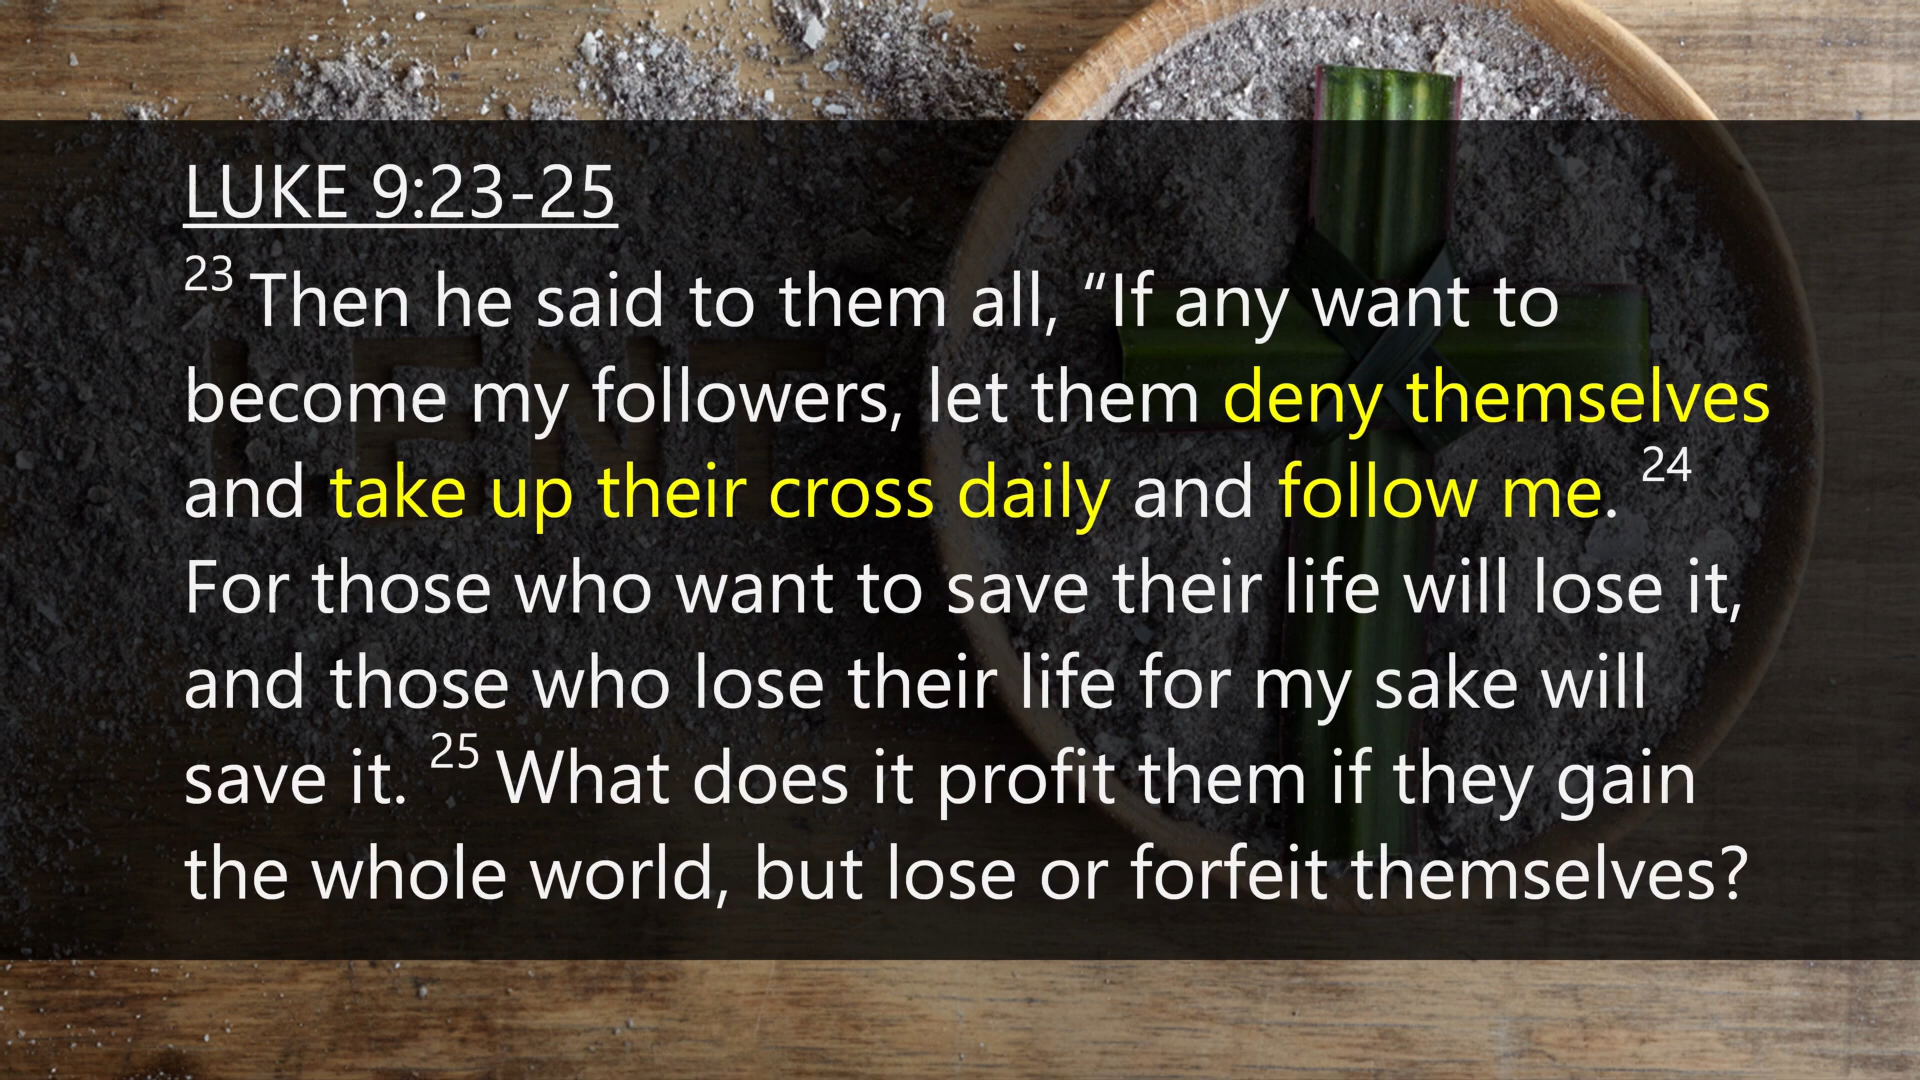 LUKE 9:23-25
23 Then he said to them all, “If any want to
become my followers, let them deny themselves
and take up their cross daily and follow me. 24
For those who want to save their life will lose it,
and those who lose their life for my sake will
save it. 25 What does it profit them if they gain
the whole world, but lose or forfeit themselves?
LENT